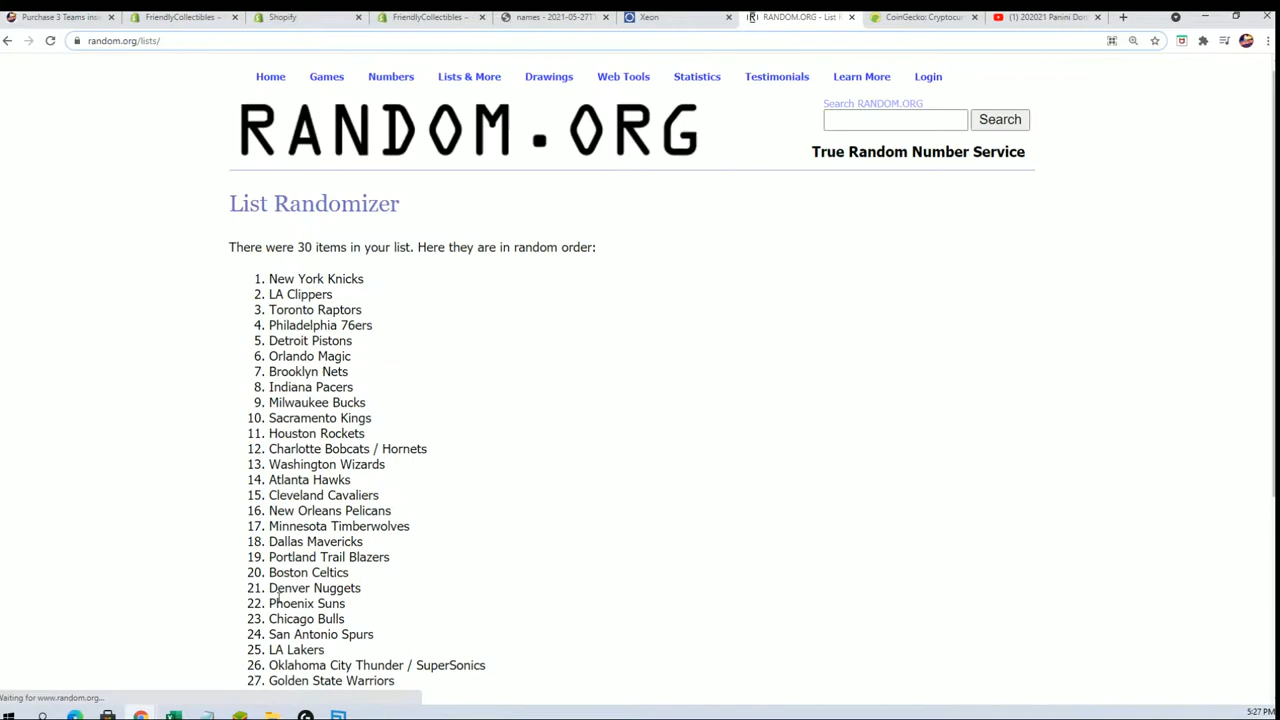 Purchase 3 Teams ins
FriendlyCollectibles –
Shopify
FriendlyCollectibles –
names - 2021-05-27T
Xeon
RANDOM.ORG - List R
CoinGecko: Cryptocur
(1) 202021 Panini Don
random.org/lists/
Home Games Numbers Lists & More Drawings Web Tools Statistics Testimonials Learn More Login
RANDOM.ORG
Search RANDOM.ORG
Search
True Random Number Service
List Randomizer
There were 30 items in your list. Here they are in random order:
1. New York Knicks
2. LA Clippers
3. Toronto Raptors
4. Philadelphia 76ers
5. Detroit Pistons
6. Orlando Magic
7. Brooklyn Nets
8. Indiana Pacers
9. Milwaukee Bucks
10. Sacramento Kings
11. Houston Rockets
12. Charlotte Bobcats / Hornets
13. Washington Wizards
14. Atlanta Hawks
15. Cleveland Cavaliers
16. New Orleans Pelicans
17. Minnesota Timberwolves
18. Dallas Mavericks
19. Portland Trail Blazers
20. Boston Celtics
21. Denver Nuggets
22. Phoenix Suns
23. Chicago Bulls
24. San Antonio Spurs
25. LA Lakers
26. Oklahoma City Thunder / SuperSonics
27. Golden State Warriors
Waiting for www.random.org...
5:27 PM